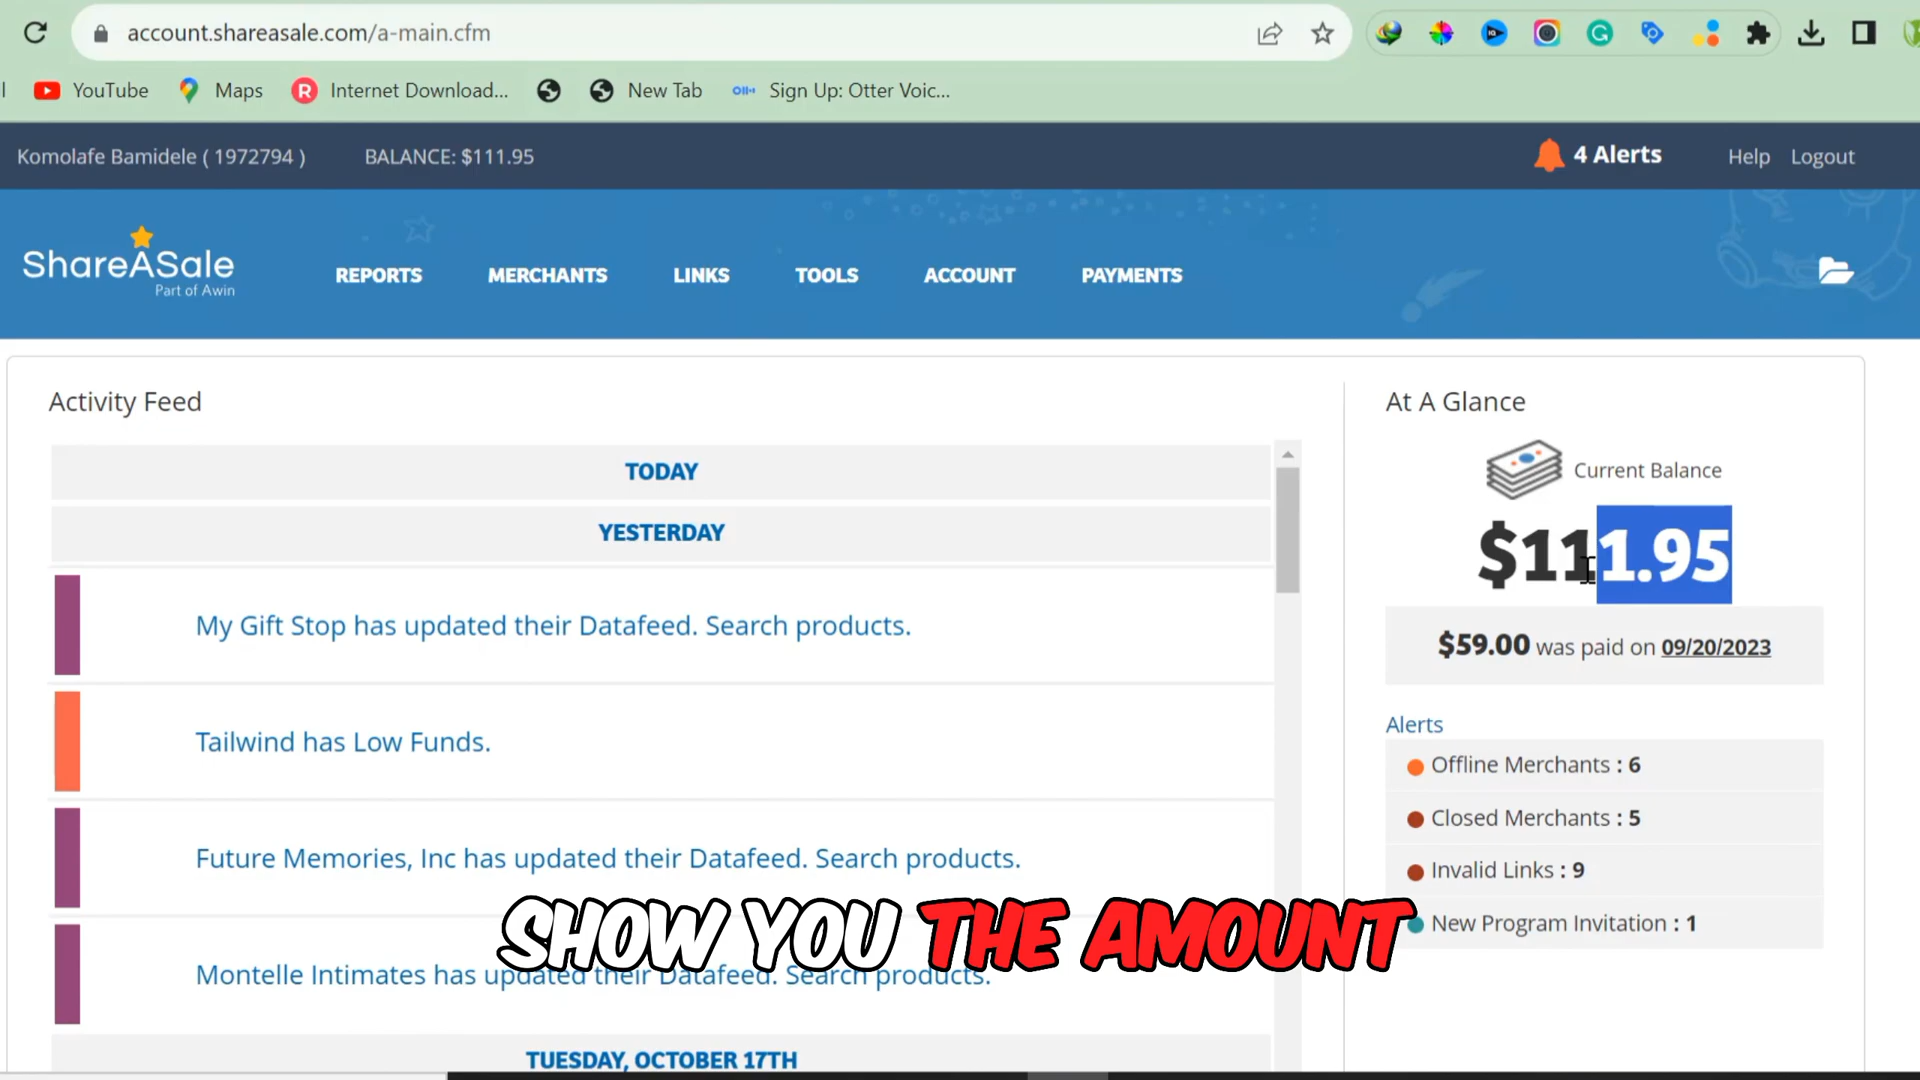 account.shareasale.com/a-main.cfm
YouTube Maps Internet Download... New Tab Sign Up: Otter Voic...
Komolafe Bamidele ( 1972794 ) BALANCE: $111.95 4 Alerts Help Logout
ShareASale
Part of Awin
REPORTS MERCHANTS LINKS TOOLS ACCOUNT PAYMENTS
Activity Feed
TODAY
YESTERDAY
My Gift Stop has updated their Datafeed. Search products.
Tailwind has Low Funds.
Future Memories, Inc has updated their Datafeed. Search products.
Montelle Intimates has updated their Datafeed. Search products.
TUESDAY, OCTOBER 17TH
At A Glance
Current Balance
$111.95
$59.00 was paid on 09/20/2023
Alerts
Offline Merchants : 6
Closed Merchants : 5
Invalid Links : 9
New Program Invitation : 1
SHOW YOU THE AMOUNT